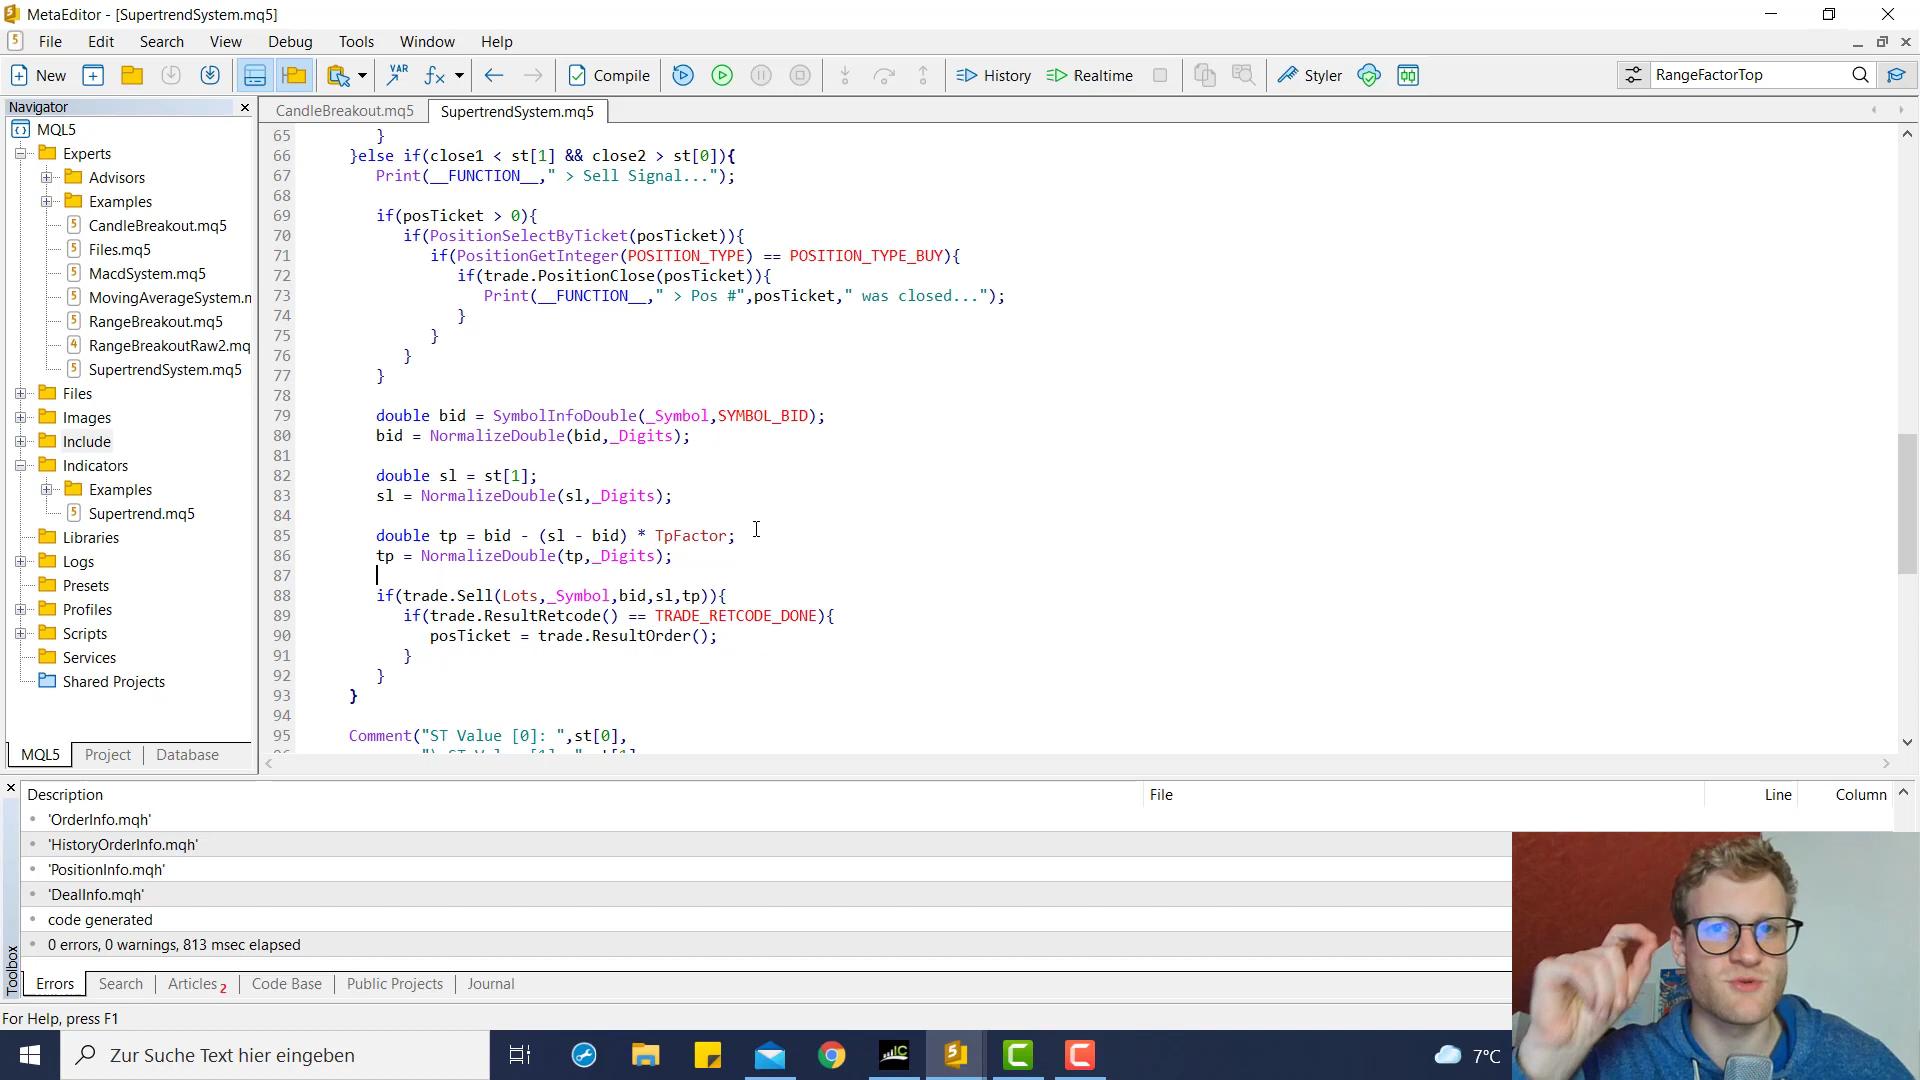 MetaEditor - [SupertrendSystem.mq5]
File Edit Search View Debug Tools Window Help
New VAR Compile History Realtime Styler RangeFactorTop
Navigator
MQL5
Experts
Advisors
Examples
CandleBreakout.mq5
Files.mq5
MacdSystem.mq5
MovingAverageSystem.m
RangeBreakout.mq5
RangeBreakoutRaw2.mq
SupertrendSystem.mq5
Files
Images
Include
Indicators
Examples
Supertrend.mq5
Libraries
Logs
Presets
Profiles
Scripts
Services
Shared Projects
MQL5 Project Database
CandleBreakout.mq5 SupertrendSystem.mq5
65 }
66 }else if(close1 < st[1] && close2 > st[0]){
67 Print(__FUNCTION__," > Sell Signal...");
68
69 if(posTicket > 0){
70 if(PositionSelectByTicket(posTicket)){
71 if(PositionGetInteger(POSITION_TYPE) == POSITION_TYPE_BUY){
72 if(trade.PositionClose(posTicket)){
73 Print(__FUNCTION__," > Pos #",posTicket," was closed...");
74 }
75 }
76 }
77 }
78
79 double bid = SymbolInfoDouble(_Symbol,SYMBOL_BID);
80 bid = NormalizeDouble(bid,_Digits);
81
82 double sl = st[1];
83 sl = NormalizeDouble(sl,_Digits);
84
85 double tp = bid - (sl - bid) * TpFactor;
86 tp = NormalizeDouble(tp,_Digits);
87
88 if(trade.Sell(Lots,_Symbol,bid,sl,tp)){
89 if(trade.ResultRetcode() == TRADE_RETCODE_DONE){
90 posTicket = trade.ResultOrder();
91 }
92 }
93 }
94
95 Comment("ST Value [0]: ",st[0],
Description File Line Column
'OrderInfo.mqh'
'HistoryOrderInfo.mqh'
'PositionInfo.mqh'
'DealInfo.mqh'
code generated
0 errors, 0 warnings, 813 msec elapsed
Toolbox
Errors Search Articles 2 Code Base Public Projects Journal
For Help, press F1
Zur Suche Text hier eingeben
7°C